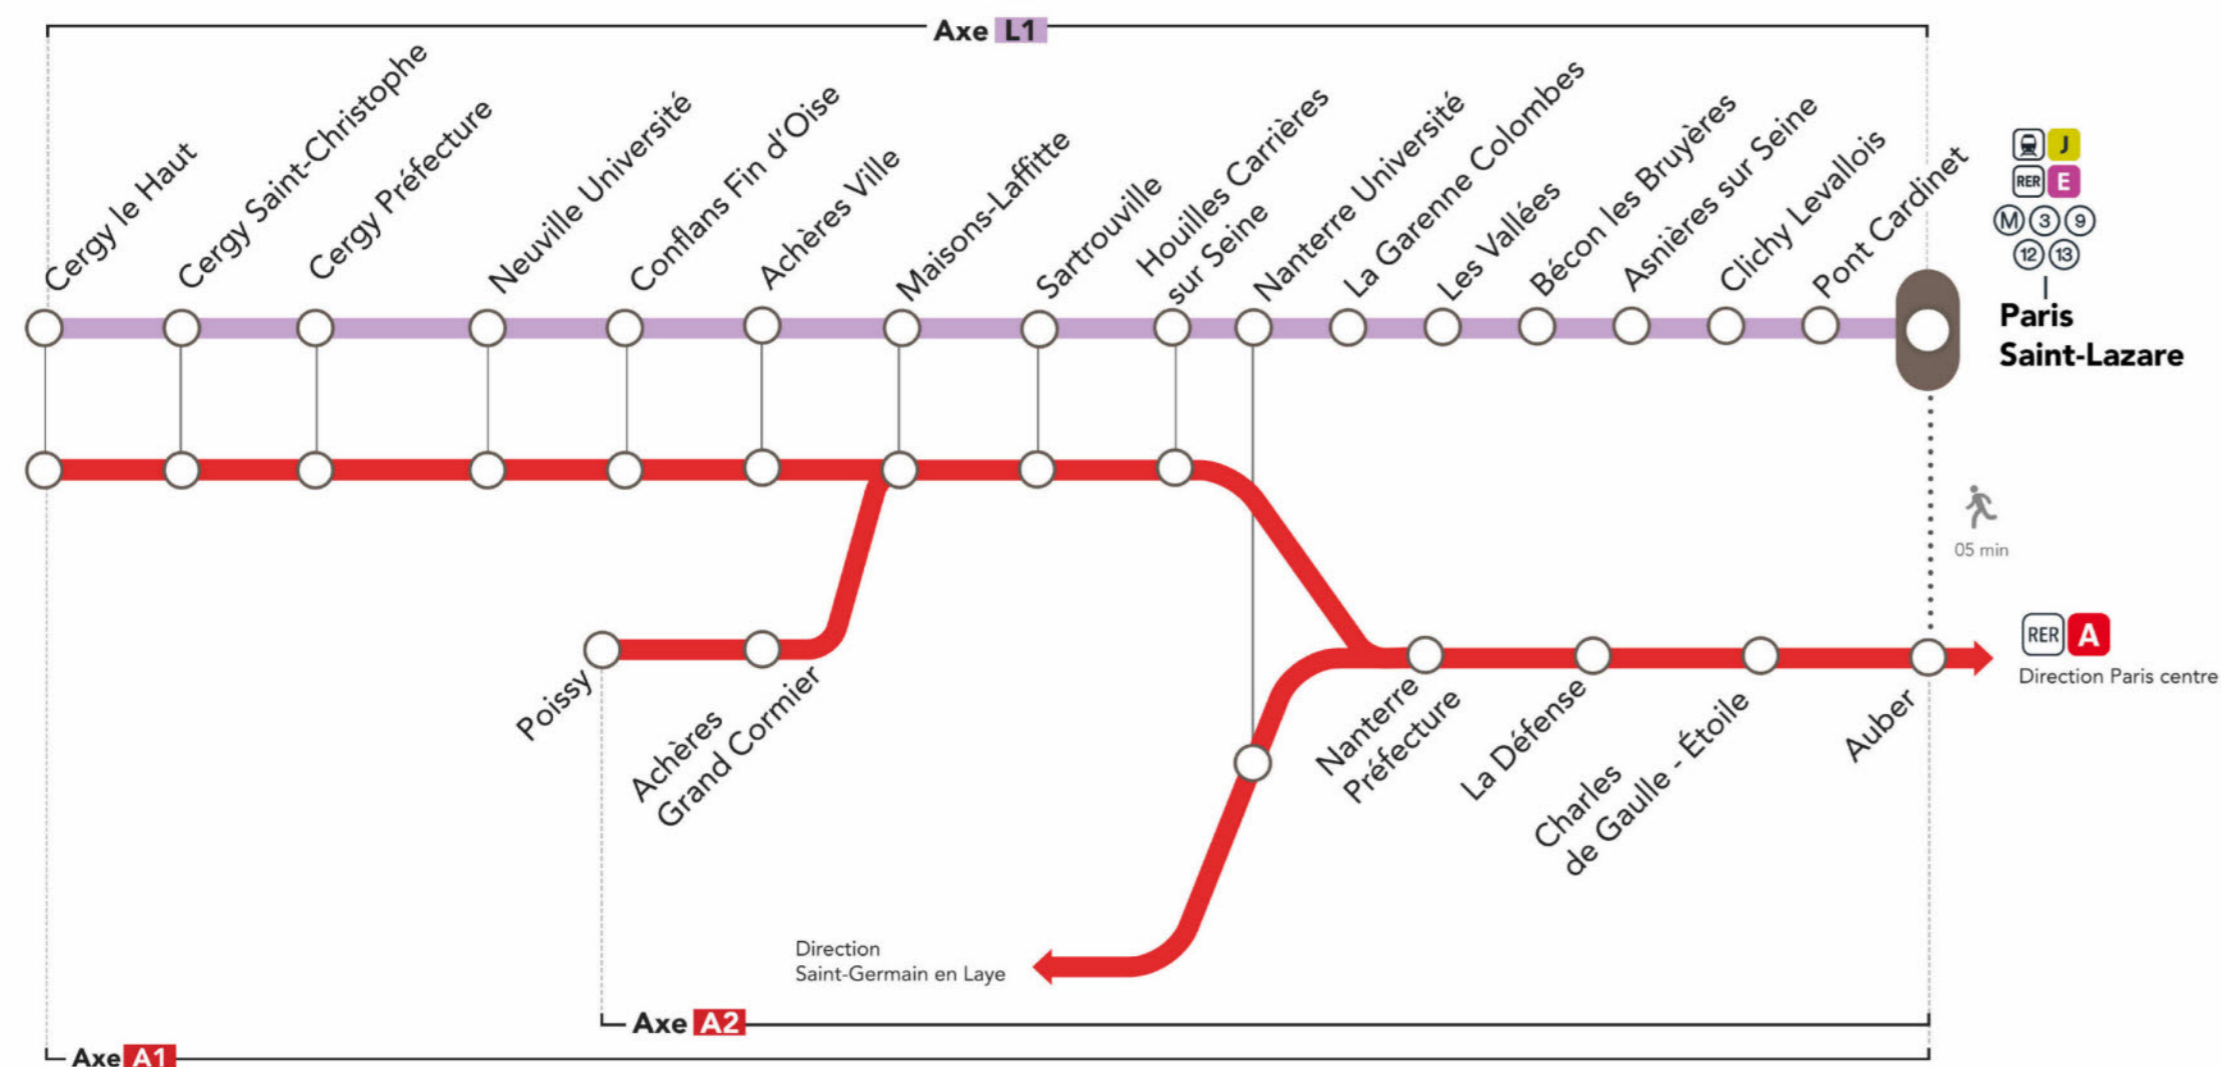 Axe L1
Cergy le Haut
Cergy Saint-Christophe
Cergy Préfecture
Neuville Université
Conflans Fin d'Oise
Achères Ville
Maisons-Laffitte
Sartrouville
Houilles Carrières
sur Seine
Nanterre Université
La Garenne Colombes
Les Vallées
Bécon les Bruyères
Asnières sur Seine
Clichy Levallois
Pont Cardinet
J
RER E
M 3 9
12 13
Paris
Saint-Lazare
05 min
RER A
Direction Paris centre
Poissy
Achères
Grand Cormier
Nanterre
Préfecture
La Défense
Charles
de Gaulle - Étoile
Auber
Direction
Saint-Germain en Laye
Axe A2
Axe A1